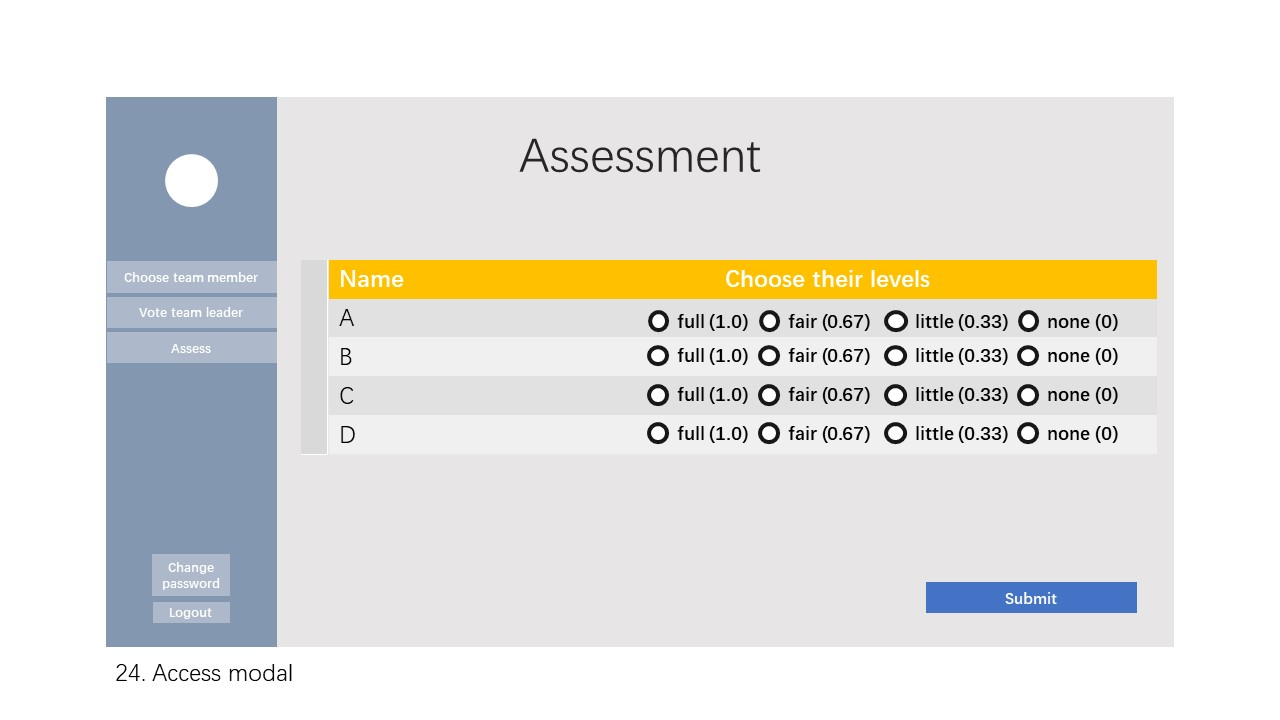 Assessment
Choose team member
Vote team leader
Assess
Change
password
Logout
Name Choose their levels
A full (1.0) fair (0.67) little (0.33) none (0)
B full (1.0) fair (0.67) little (0.33) none (0)
C full (1.0) fair (0.67) little (0.33) none (0)
D full (1.0) fair (0.67) little (0.33) none (0)
Submit
24. Access modal